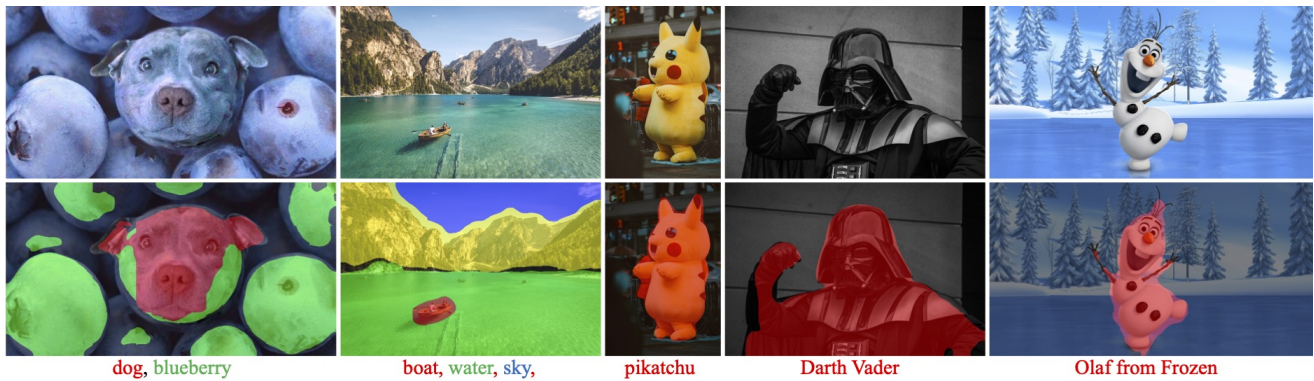 dog, blueberry
boat, water, sky,
pikatchu
Darth Vader
Olaf from Frozen